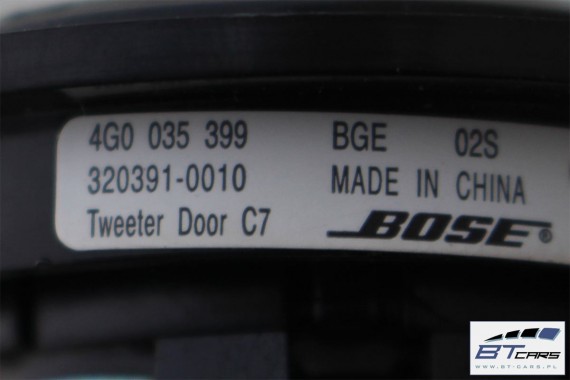 4G0 035 399 BGE 02S
320391-0010 MADE IN CHINA
Tweeter Door C7 BOSE®
BT CARS
WWW.BT-CARS.PL